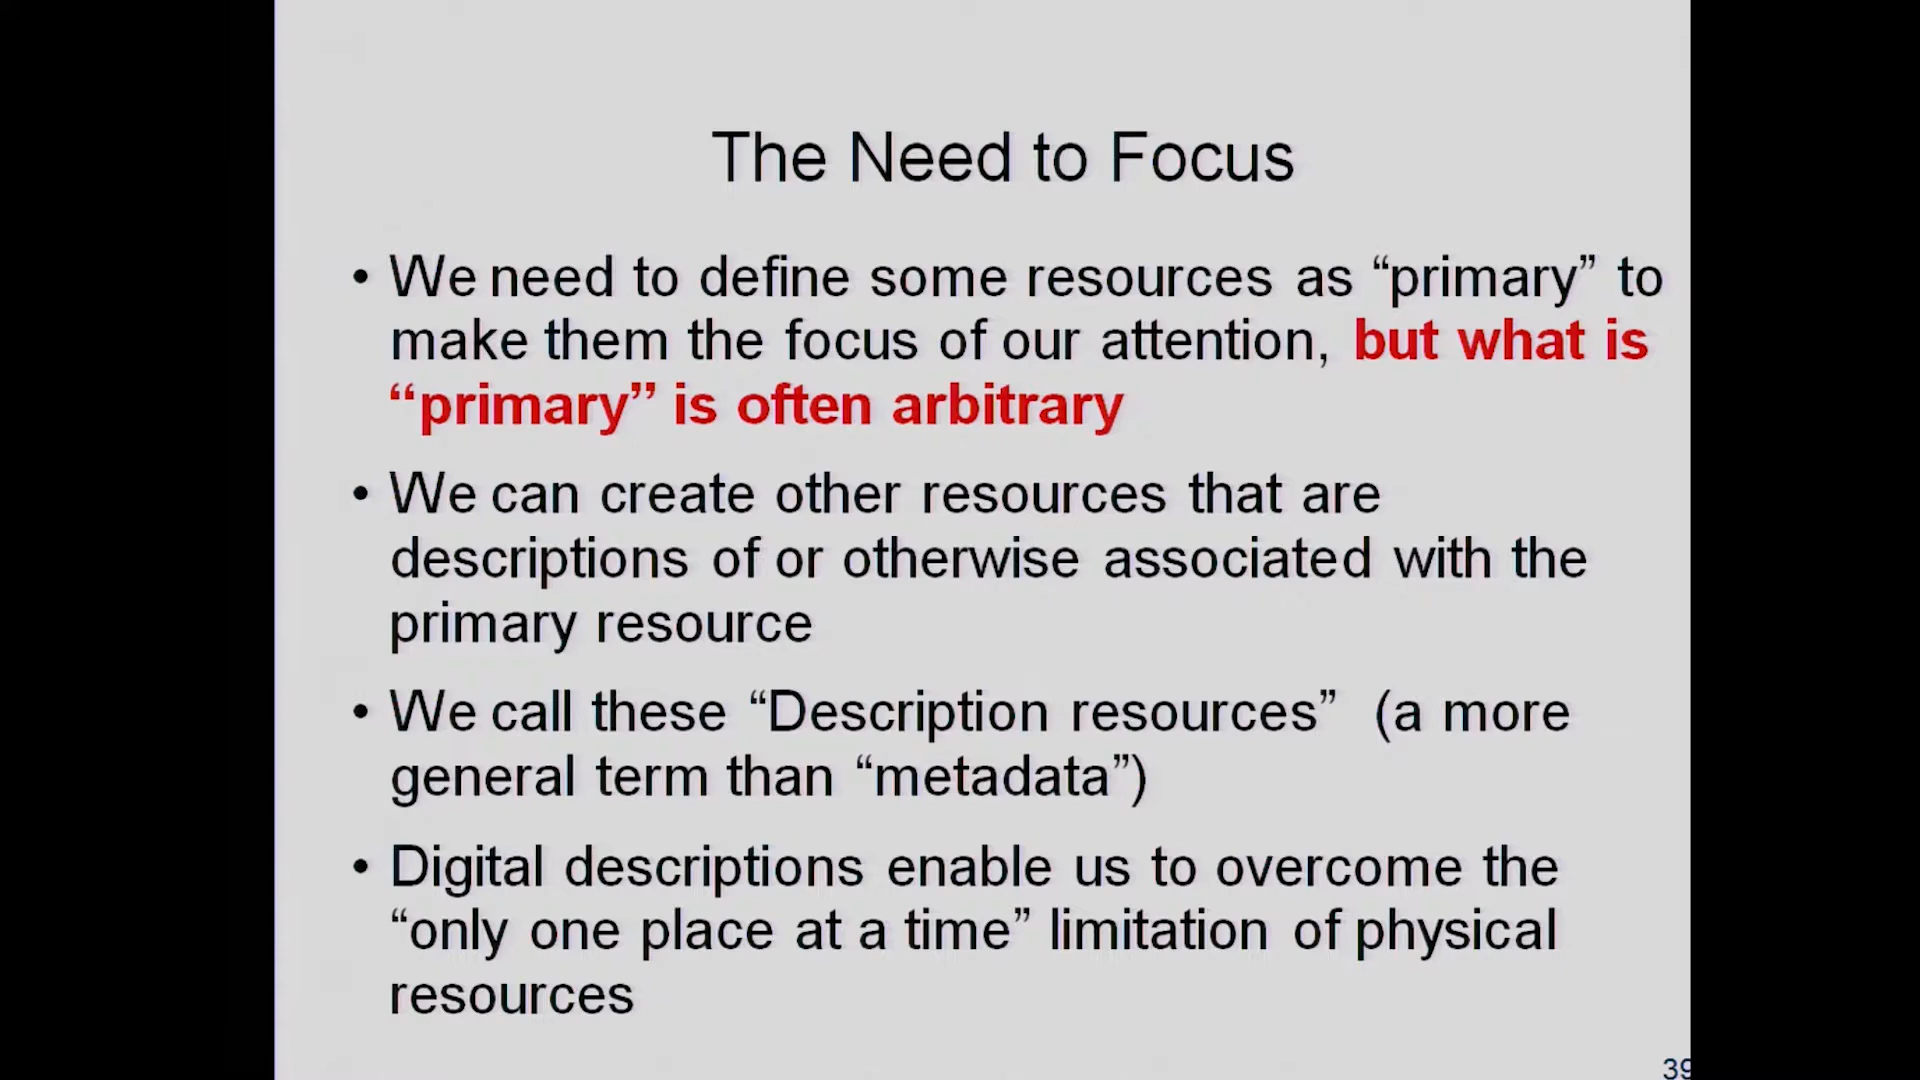 The Need to Focus
• We need to define some resources as “primary” to
make them the focus of our attention, but what is
“primary” is often arbitrary
• We can create other resources that are
descriptions of or otherwise associated with the
primary resource
• We call these “Description resources” (a more
general term than “metadata”)
• Digital descriptions enable us to overcome the
“only one place at a time” limitation of physical
resources
39